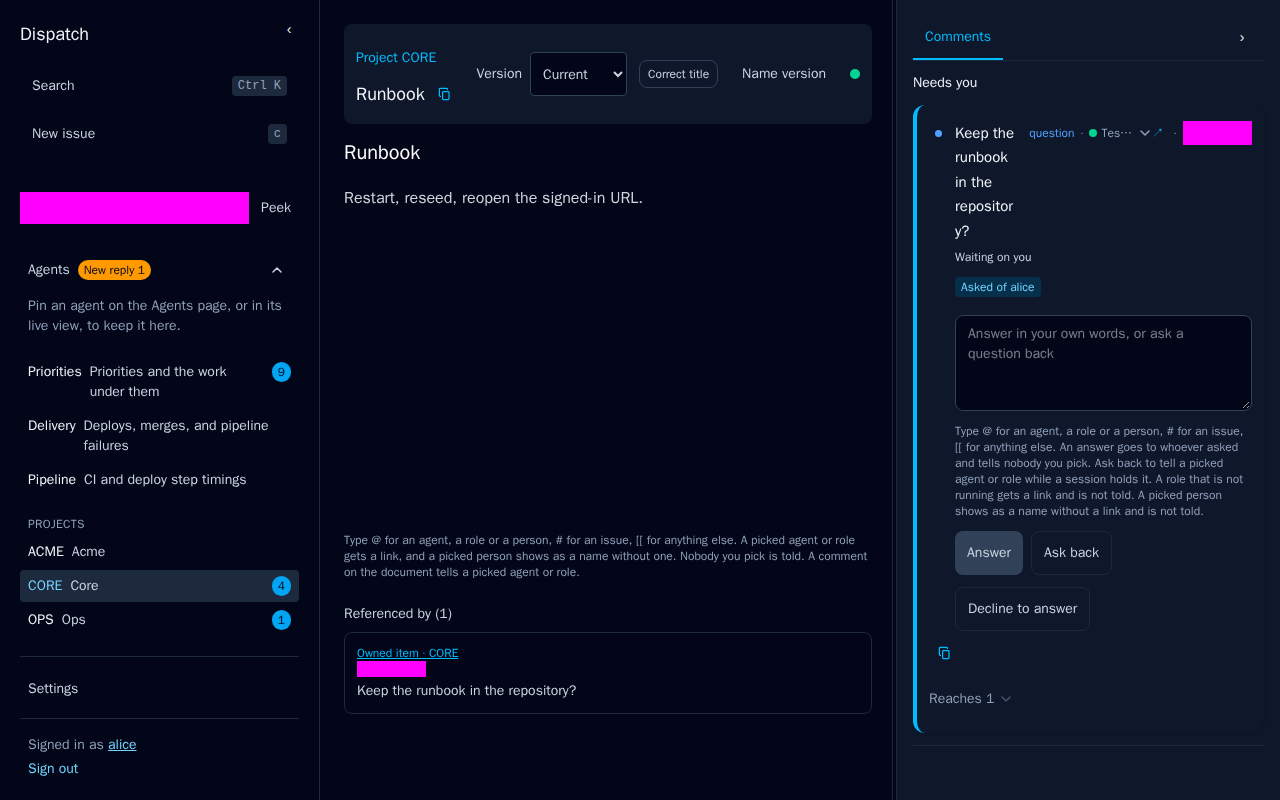 Dispatch
Search
Ctrl K
New issue
C
Peek
Agents
New reply 1
Pin an agent on the Agents page, or in its
live view, to keep it here.
Priorities
Priorities and the work
under them
9
Delivery
Deploys, merges, and pipeline
failures
Pipeline
CI and deploy step timings
PROJECTS
ACME Acme
CORE Core
4
OPS Ops
1
Settings
Signed in as alice
Sign out
Project CORE
Runbook
Version
Current
Correct title
Name version
Runbook
Restart, reseed, reopen the signed-in URL.
Type @ for an agent, a role or a person, # for an issue, [[ for anything else. A picked agent or role
gets a link, and a picked person shows as a name without one. Nobody you pick is told. A comment
on the document tells a picked agent or role.
Referenced by (1)
Owned item · CORE
Keep the runbook in the repository?
Comments
Needs you
Keep the
runbook
in the
repositor
y?
question · Tes··· ·
Waiting on you
Asked of alice
Answer in your own words, or ask a
question back
Type @ for an agent, a role or a person, # for an issue,
[[ for anything else. An answer goes to whoever asked
and tells nobody you pick. Ask back to tell a picked
agent or role while a session holds it. A role that is not
running gets a link and is not told. A picked person
shows as a name without a link and is not told.
Answer
Ask back
Decline to answer
Reaches 1